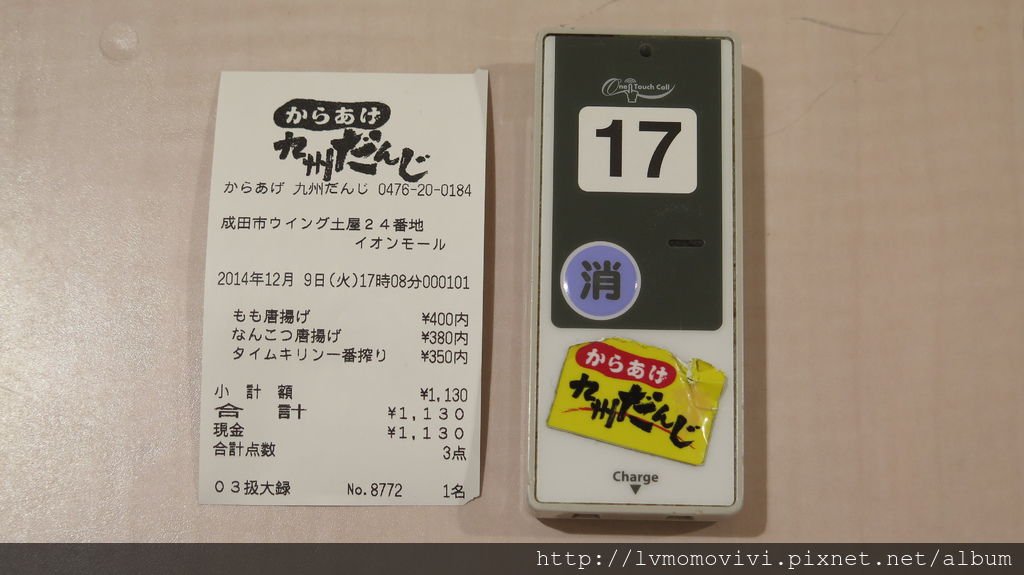 からあげ
九州だんじ
からあげ 九州だんじ 0476-20-0184
成田市ウイング土屋24番地
イオンモール
2014年12月 9日(火)17時08分000101
もも唐揚げ ¥400内
なんこつ唐揚げ ¥380内
タイムキリン一番搾り ¥350内
小 計 額 ¥1,130
合 計 ¥1,130
現金 ¥1,130
合計点数 3点
03扱大録 No.8772 1名
One Touch Call
17
消
からあげ
九州だんじ
Charge
http://lvmomovivi.pixnet.net/album